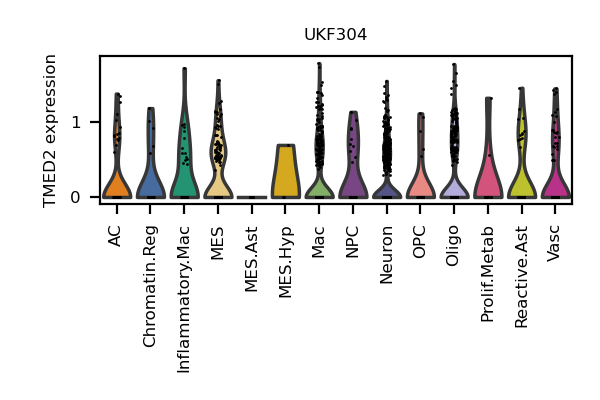 UKF304
TMED2 expression
1
0
AC
Chromatin.Reg
Inflammatory.Mac
MES
MES.Ast
MES.Hyp
Mac
NPC
Neuron
OPC
Oligo
Prolif.Metab
Reactive.Ast
Vasc